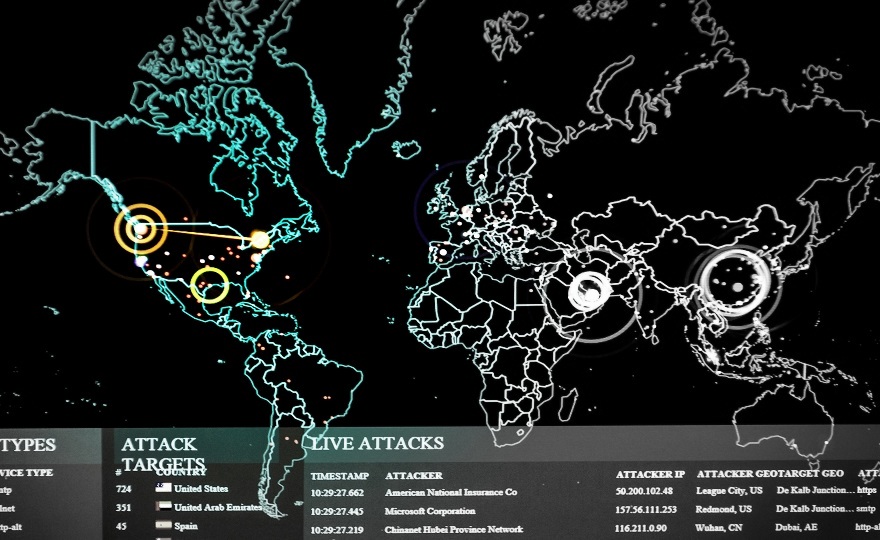 TYPES
VICE TYPE
mtp
lnet
ttp-alt
ATTACK
TARGETS
# COUNTRY
724 United States
351 United Arab Emirates
45 Spain
LIVE ATTACKS
TIMESTAMP ATTACKER ATTACKER IP ATTACKER GEO TARGET GEO ATTA
10:29:27.662 American National Insurance Co 50.200.102.48 League City, US De Kalb Junction... https
10:29:27.445 Microsoft Corporation 157.56.111.253 Redmond, US De Kalb Junction... smtp
10:29:27.219 Chinanet Hubei Province Network 116.211.0.90 Wuhan, CN Dubai, AE http-al